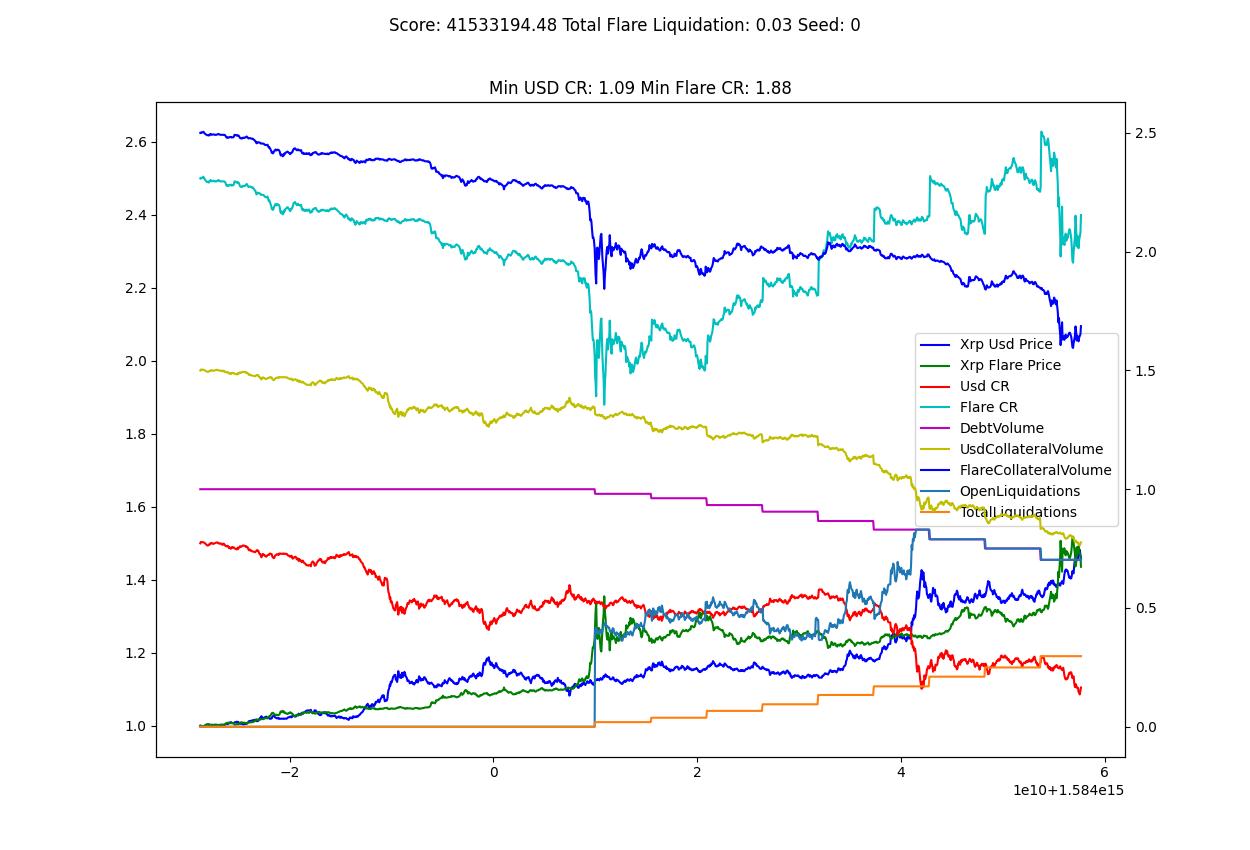 Score: 41533194.48 Total Flare Liquidation: 0.03 Seed: 0
Min USD CR: 1.09 Min Flare CR: 1.88
2.6
2.4
2.2
2.0
1.8
1.6
1.4
1.2
1.0
2.5
2.0
1.5
1.0
0.5
0.0
Xrp Usd Price
Xrp Flare Price
Usd CR
Flare CR
DebtVolume
UsdCollateralVolume
FlareCollateralVolume
OpenLiquidations
TotalLiquidations
−2 0 2 4 6
1e10+1.584e15